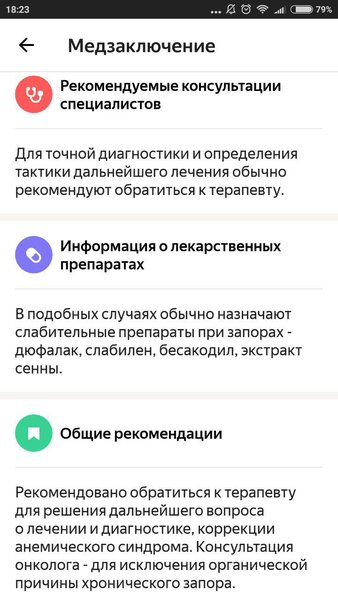 18:23
... 79%
Медзаключение
Рекомендуемые консультации
специалистов
Для точной диагностики и определения
тактики дальнейшего лечения обычно
рекомендуют обратиться к терапевту.
Информация о лекарственных
препаратах
В подобных случаях обычно назначают
слабительные препараты при запорах -
дюфалак, слабилен, бесакодил, экстракт
сенны.
Общие рекомендации
Рекомендовано обратиться к терапевту
для решения дальнейшего вопроса
о лечении и диагностике, коррекции
анемического синдрома. Консультация
онколога - для исключения органической
причины хронического запора.